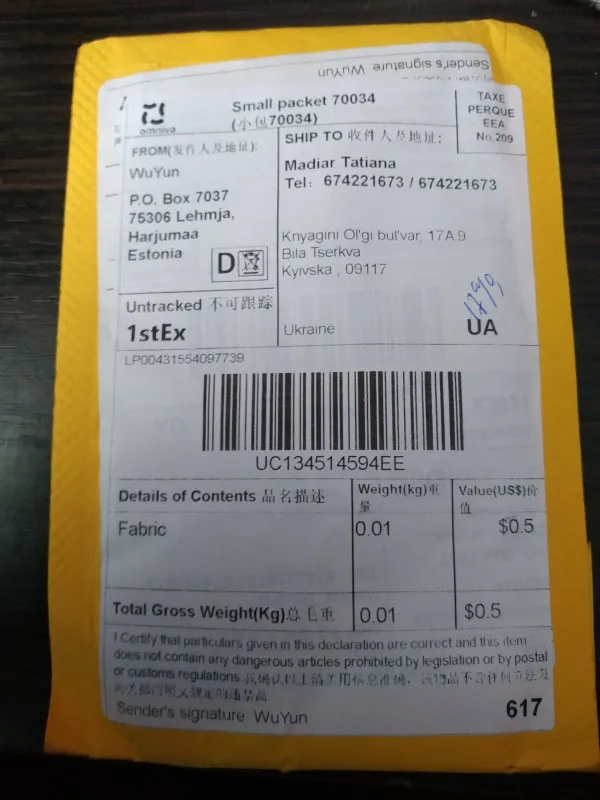 Sender's signature WuYun
omniva
Small packet 70034
(小包70034)
TAXE
PERQUE
EEA
No.209
FROM(发件人及地址):
WuYun
P.O. Box 7037
75306 Lehmja,
Harjumaa
Estonia
D
SHIP TO 收件人及地址:
Madiar Tatiana
Tel: 674221673 / 674221673
Knyagini Ol'gi bul'var, 17A 9
Bila Tserkva
Kyivska , 09117
Ukraine
UA
Untracked 不可跟踪
1stEx
LP00431554097739
UC134514594EE
Details of Contents 品名描述
Weight(kg)重
量
Value(US$)价
值
Fabric
0.01
$0.5
Total Gross Weight(Kg)总毛重
0.01
$0.5
I Certify that particulars given in this declaration are correct and this item
does not contain any dangerous articles prohibited by legislation or by postal
or customs regulations.
Sender's signature: WuYun
617